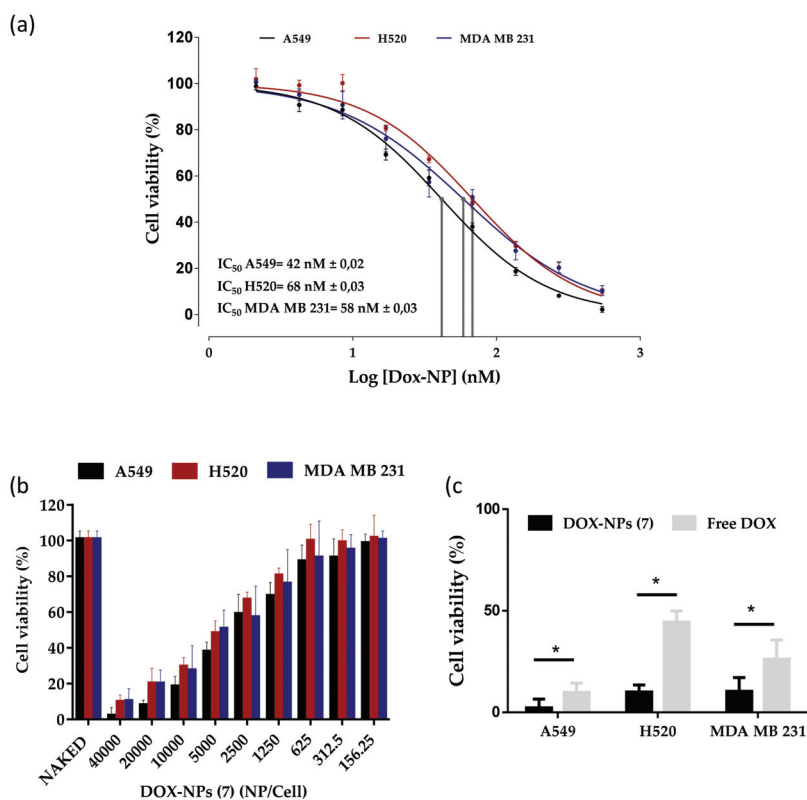 (a)
A549 H520 MDA MB 231
120
100
80
60
40
20
0
Cell viability (%)
IC50 A549= 42 nM ± 0,02
IC50 H520= 68 nM ± 0,03
IC50 MDA MB 231= 58 nM ± 0,03
0 1 2 3
Log [Dox-NP] (nM)
(b)
A549 H520 MDA MB 231
120
100
80
60
40
20
0
Cell viability (%)
NAKED 40000 20000 10000 5000 2500 1250 625 312.5 156.25
DOX-NPs (7) (NP/Cell)
(c)
100
50
0
Cell viability (%)
DOX-NPs (7) Free DOX
* * *
A549 H520 MDA MB 231